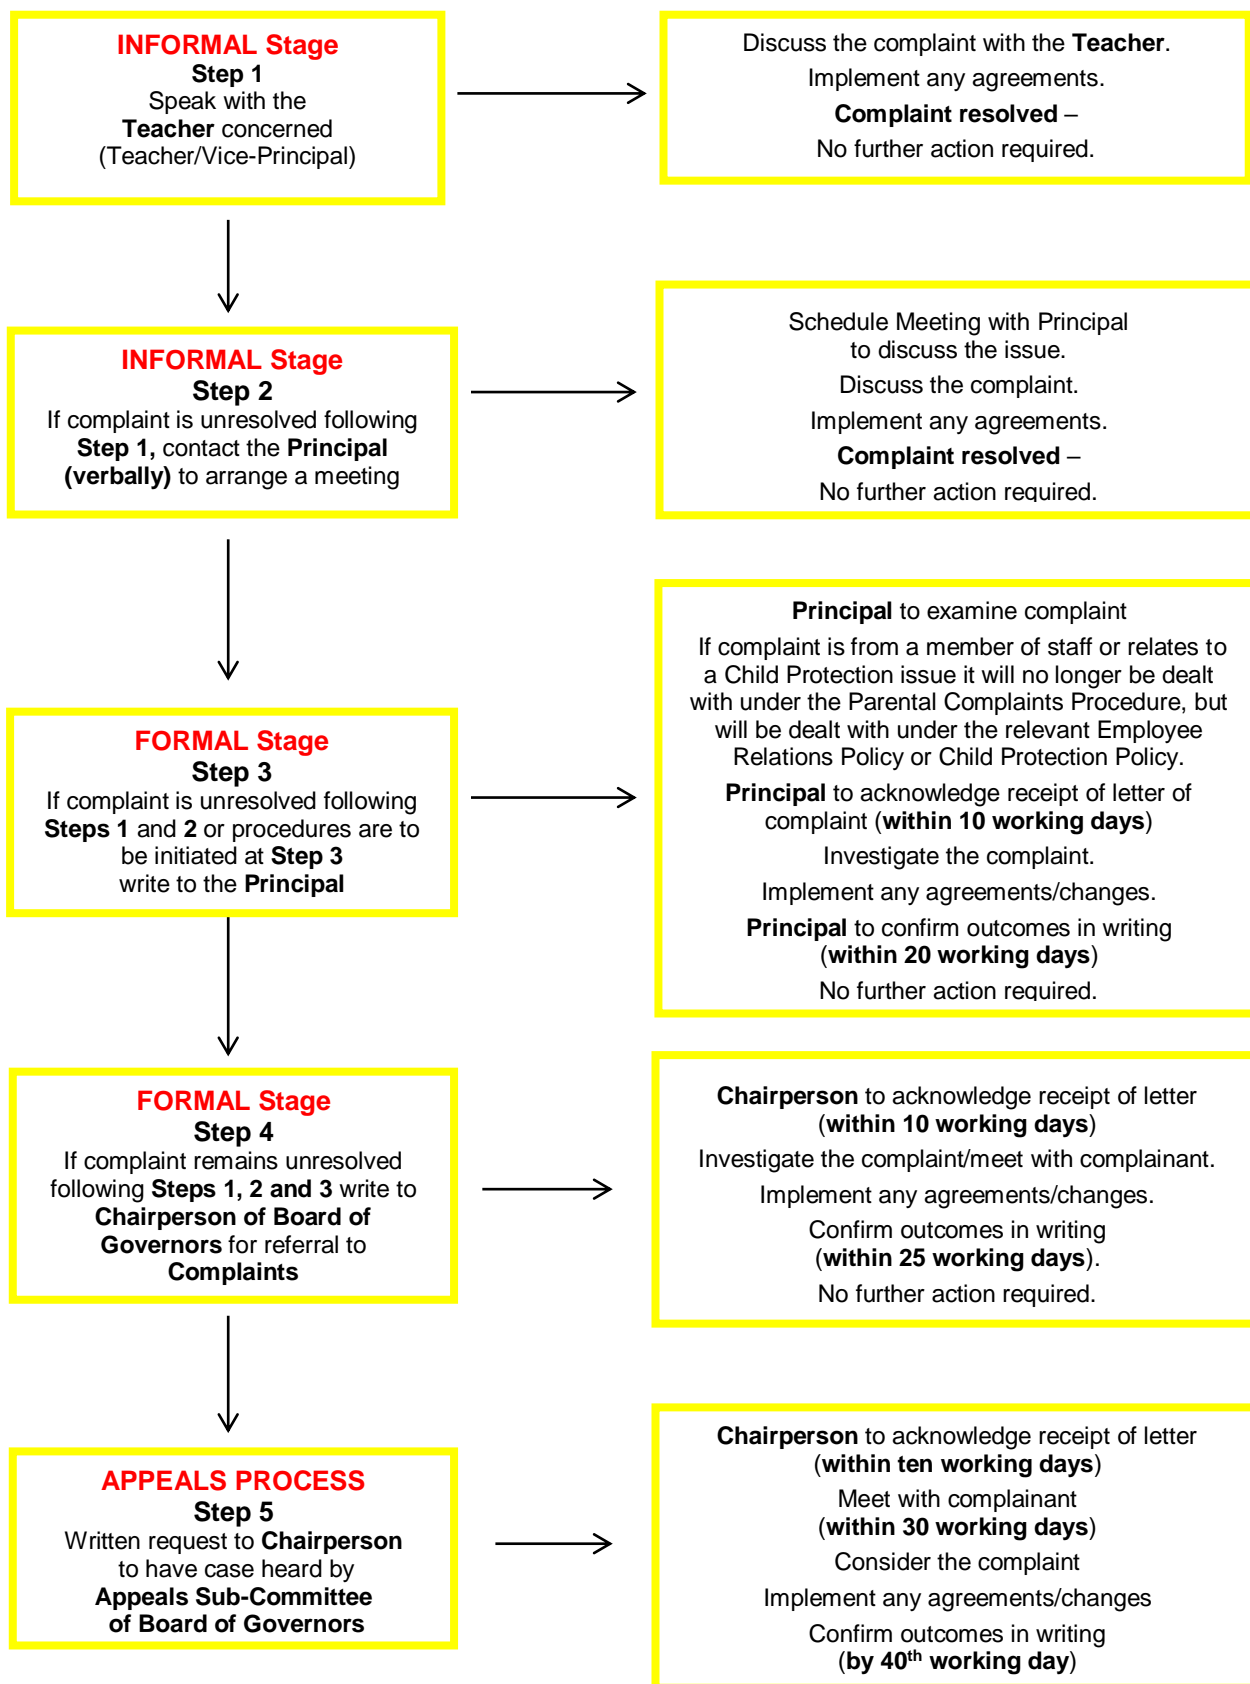 INFORMAL Stage
Step 1
Speak with the
Teacher concerned
(Teacher/Vice-Principal)
Discuss the complaint with the Teacher.
Implement any agreements.
Complaint resolved –
No further action required.
INFORMAL Stage
Step 2
If complaint is unresolved following
Step 1, contact the Principal
(verbally) to arrange a meeting
Schedule Meeting with Principal
to discuss the issue.
Discuss the complaint.
Implement any agreements.
Complaint resolved –
No further action required.
FORMAL Stage
Step 3
If complaint is unresolved following
Steps 1 and 2 or procedures are to
be initiated at Step 3
write to the Principal
Principal to examine complaint
If complaint is from a member of staff or relates to
a Child Protection issue it will no longer be dealt
with under the Parental Complaints Procedure, but
will be dealt with under the relevant Employee
Relations Policy or Child Protection Policy.
Principal to acknowledge receipt of letter of
complaint (within 10 working days)
Investigate the complaint.
Implement any agreements/changes.
Principal to confirm outcomes in writing
(within 20 working days)
No further action required.
FORMAL Stage
Step 4
If complaint remains unresolved
following Steps 1, 2 and 3 write to
Chairperson of Board of
Governors for referral to
Complaints
Chairperson to acknowledge receipt of letter
(within 10 working days)
Investigate the complaint/meet with complainant.
Implement any agreements/changes.
Confirm outcomes in writing
(within 25 working days).
No further action required.
APPEALS PROCESS
Step 5
Written request to Chairperson
to have case heard by
Appeals Sub-Committee
of Board of Governors
Chairperson to acknowledge receipt of letter
(within ten working days)
Meet with complainant
(within 30 working days)
Consider the complaint
Implement any agreements/changes
Confirm outcomes in writing
(by 40th working day)